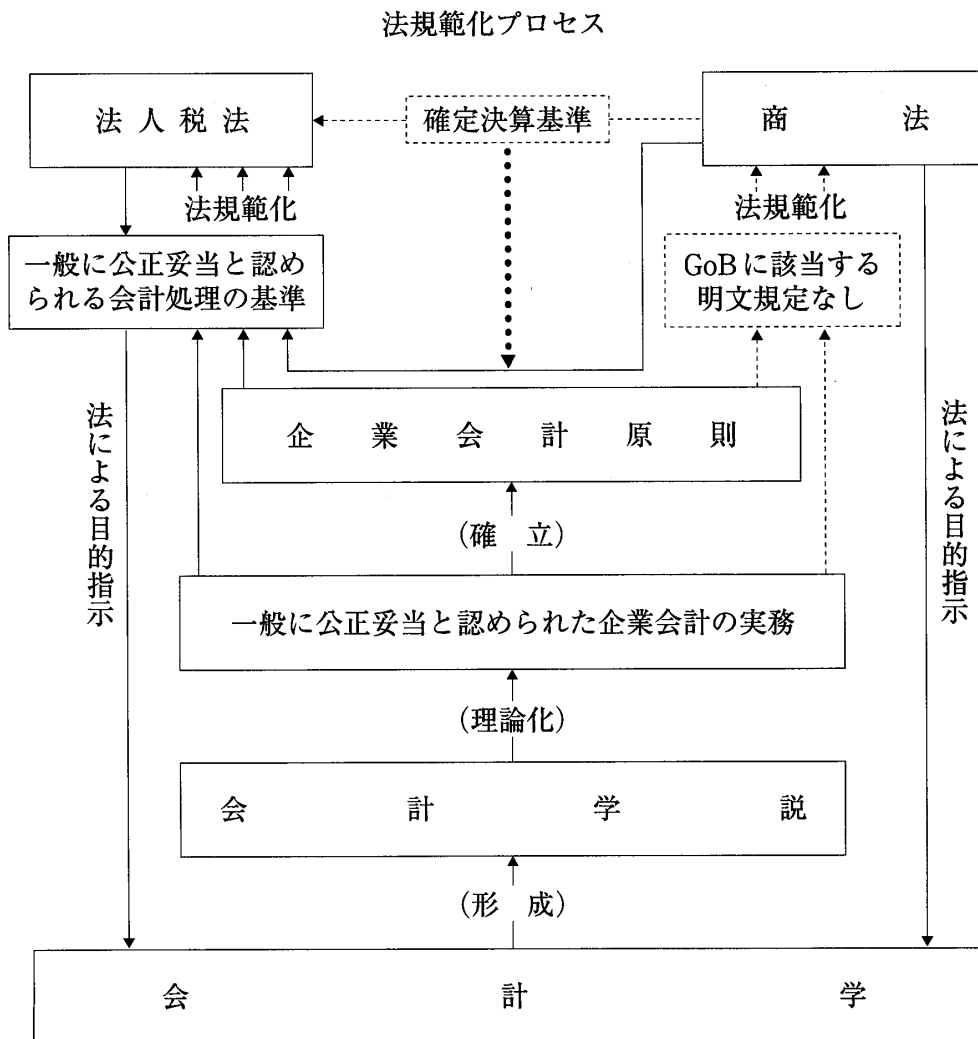 法規範化プロセス
法人税法
確定決算基準
商法
法規範化
法規範化
一般に公正妥当と認め
られる会計処理の基準
GoBに該当する
明文規定なし
企業会計原則
法による目的指示
法による目的指示
(確立)
一般に公正妥当と認められた企業会計の実務
(理論化)
会計学説
(形成)
会計学